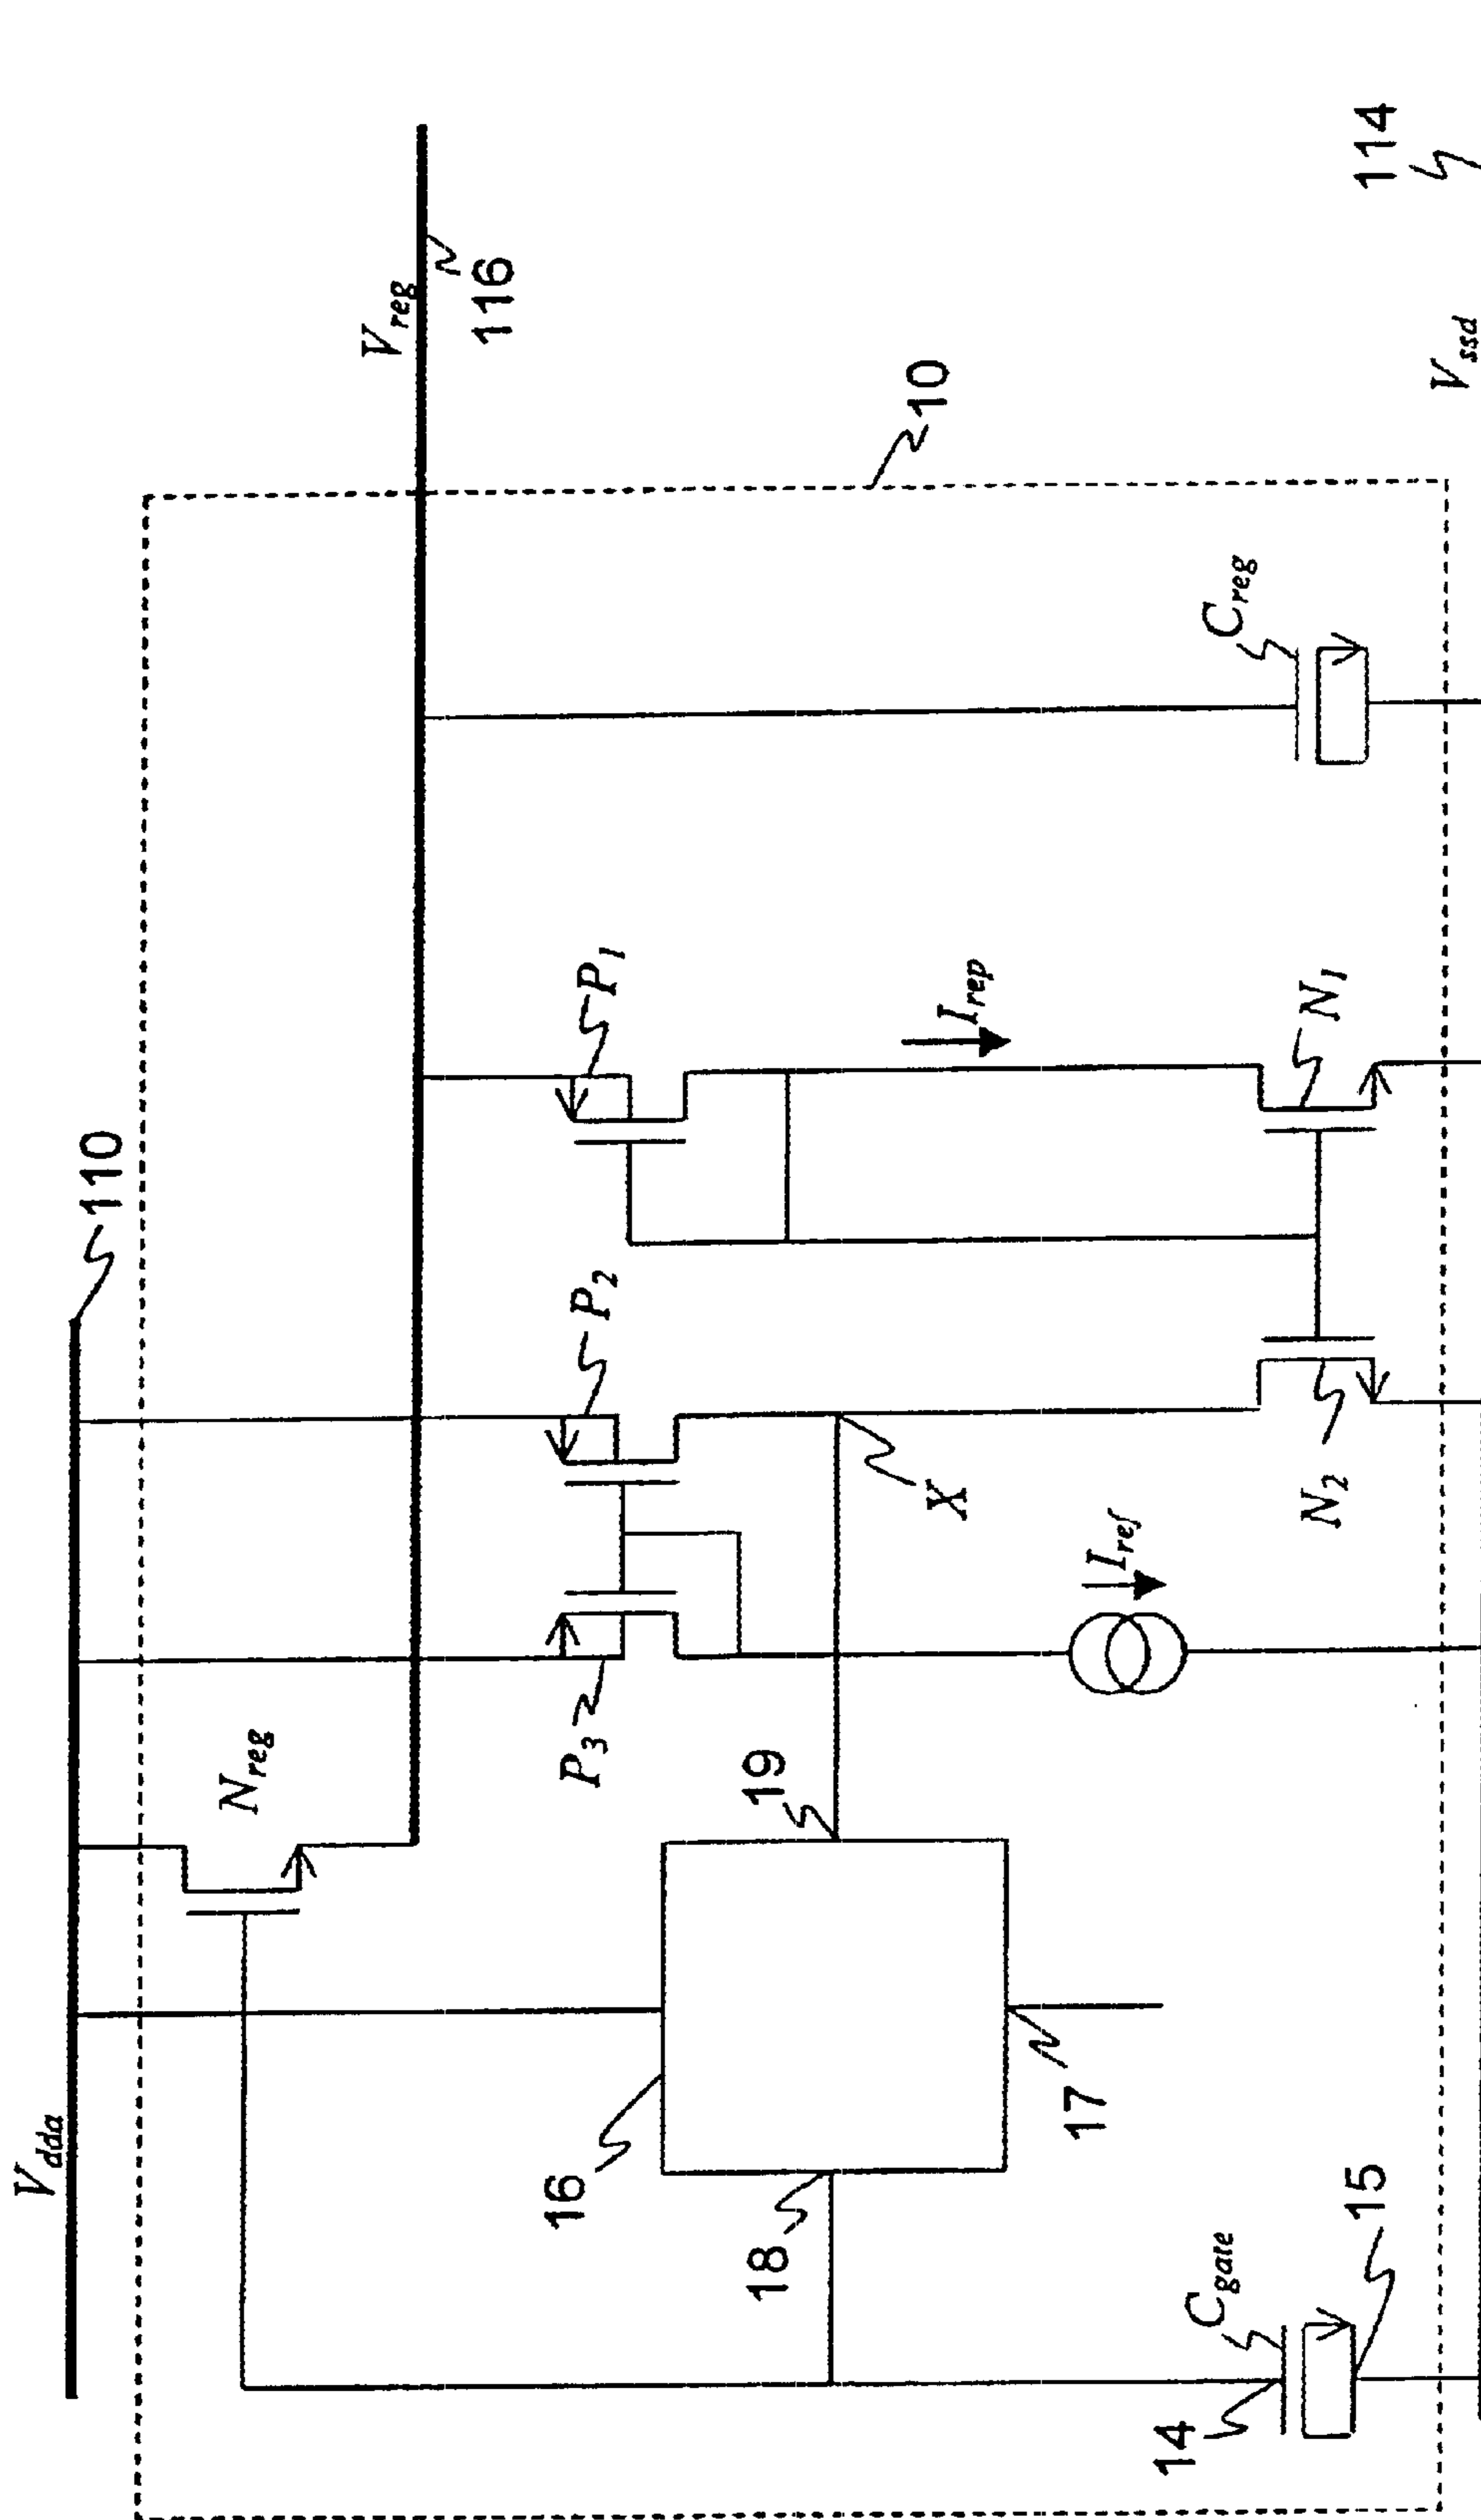 V_dda
110
V_reg
116
N_reg
10
P_3
P_2
P_1
16
19
18
17
X
I_rep
I_ref
C_gate
14
15
N_2
N_1
C_reg
V_ssd
114